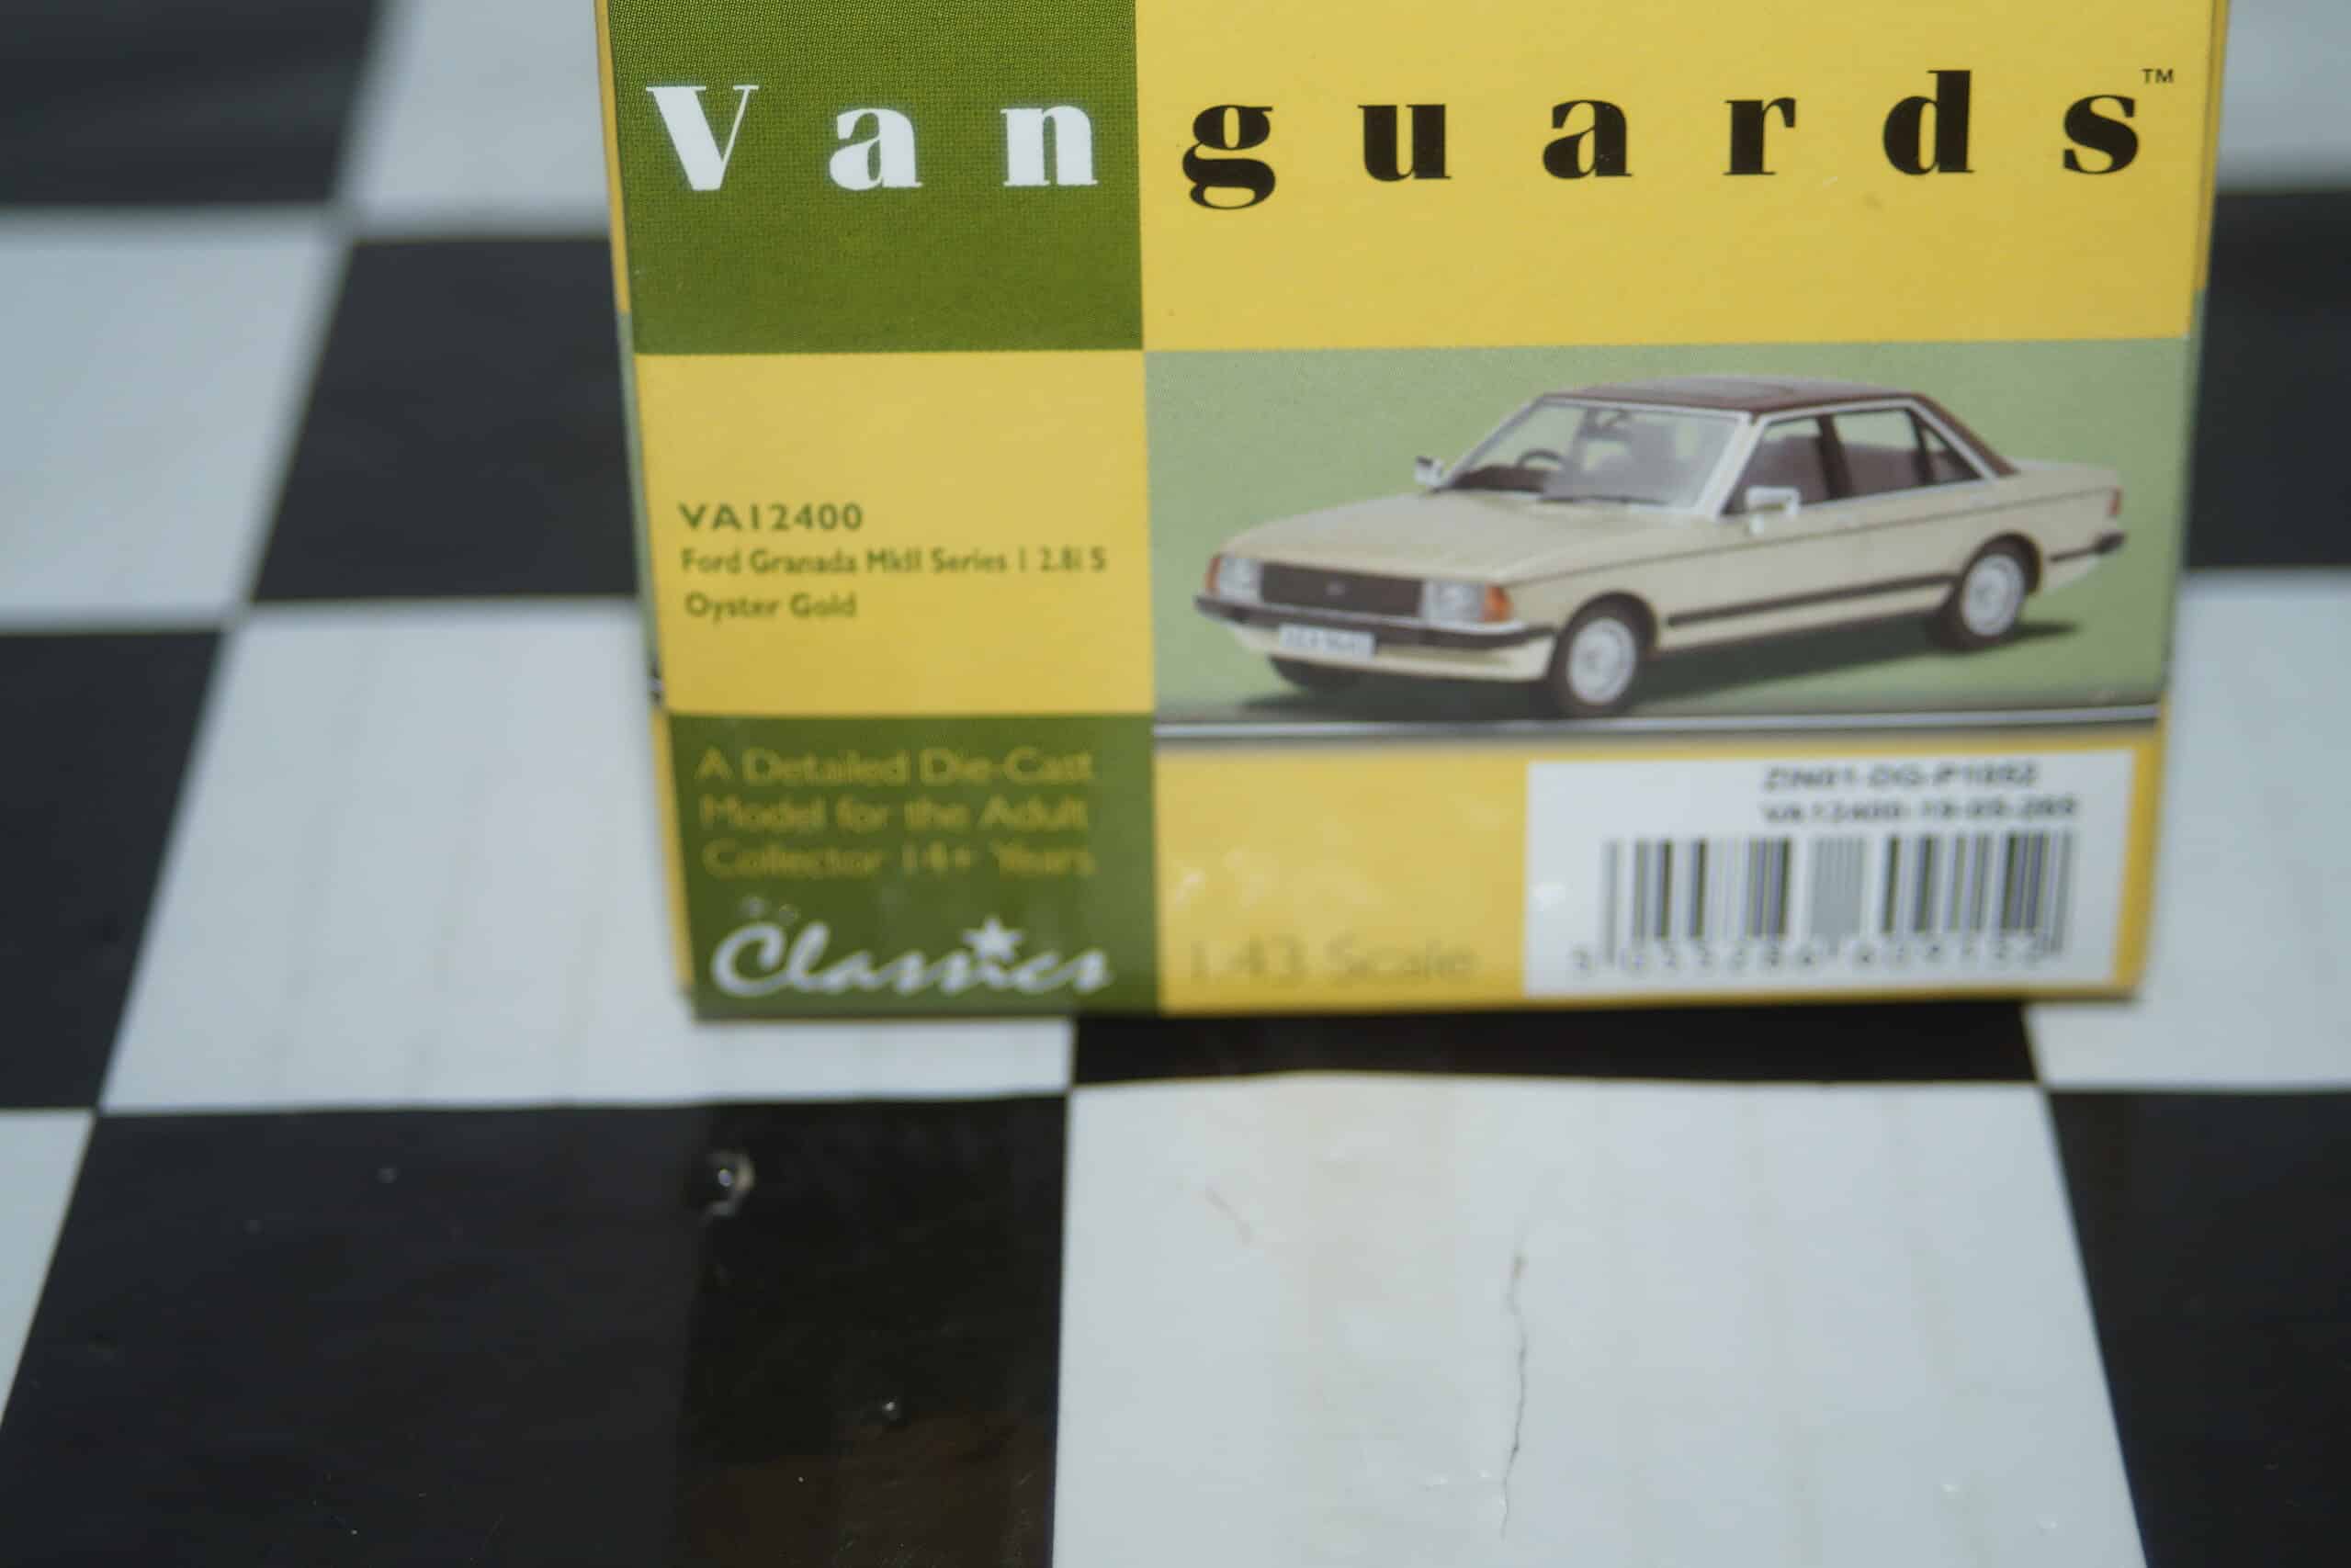 Vanguards™
VA12400
Ford Granada MkII Series 1 2.8i S
Oyster Gold
A Detailed Die-Cast
Model for the Adult
Collector 14+ Years
Classics
1:43 Scale